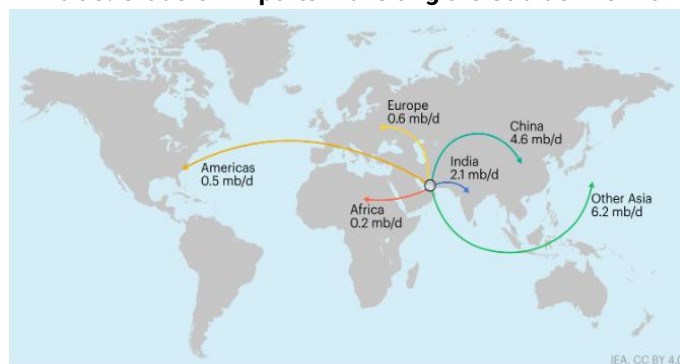 Europe
0.6 mb/d
China
4.6 mb/d
India
2.1 mb/d
Americas
0.5 mb/d
Africa
0.2 mb/d
Other Asia
6.2 mb/d
IEA. CC BY 4.0